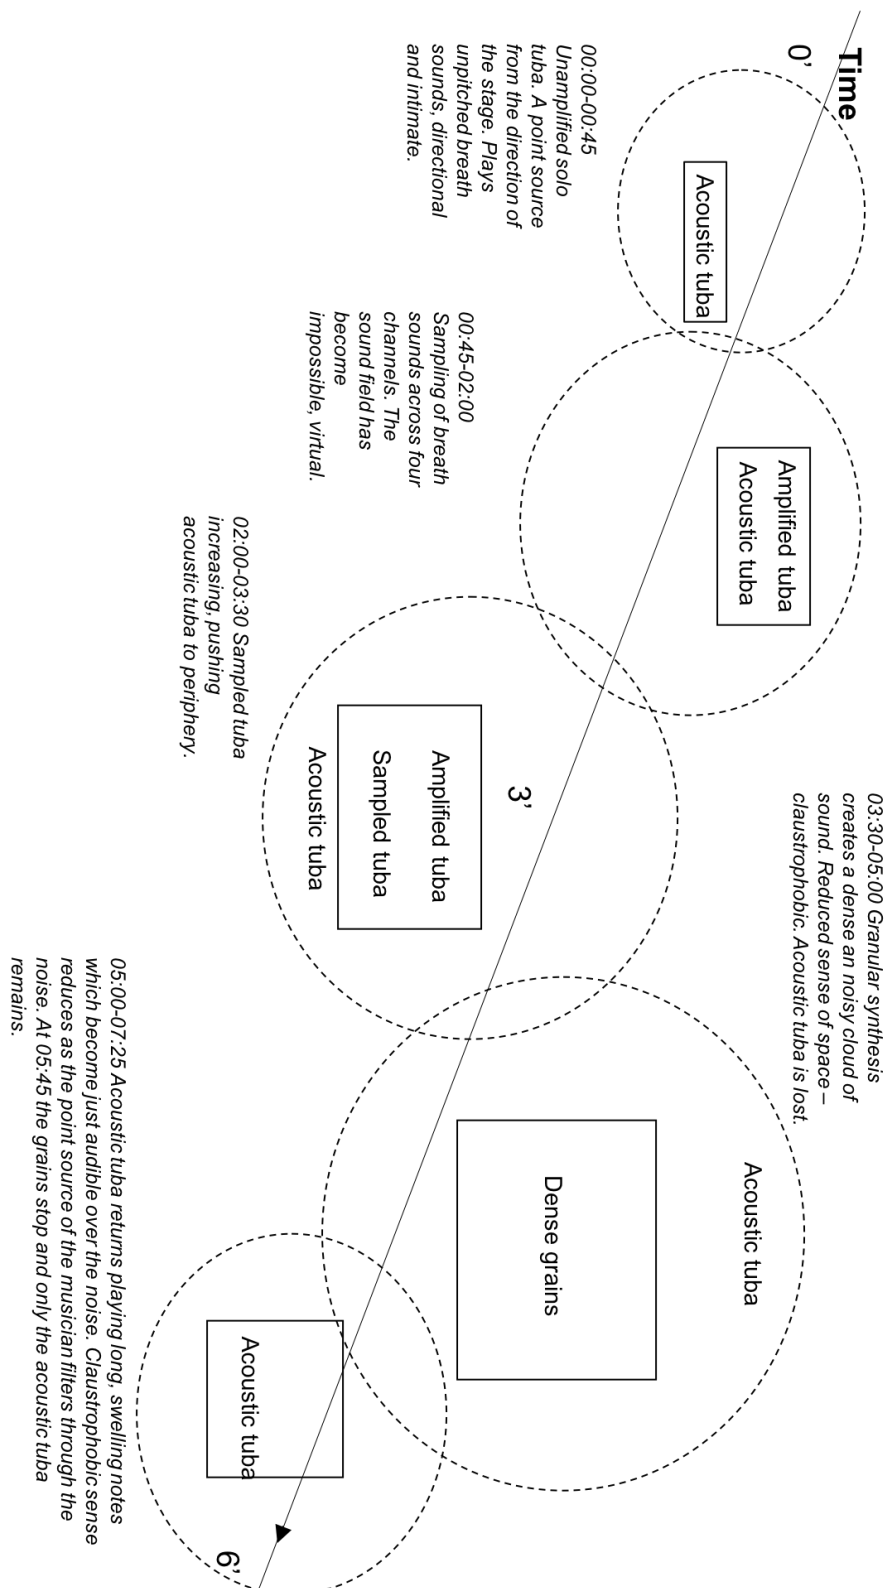 Time
0’
Acoustic tuba
00:00-00:45
Unamplified solo
tuba. A point source
from the direction of
the stage. Plays
unpitched breath
sounds, directional
and intimate.
Amplified tuba
Acoustic tuba
00:45-02:00
Sampling of breath
sounds across four
channels. The
sound field has
become
impossible, virtual.
3’
Amplified tuba
Sampled tuba
Acoustic tuba
02:00-03:30 Sampled tuba
increasing, pushing
acoustic tuba to periphery.
03:30-05:00 Granular synthesis
creates a dense an noisy cloud of
sound. Reduced sense of space –
claustrophobic. Acoustic tuba is lost.
Acoustic tuba
Dense grains
Acoustic tuba
6’
05:00-07:25 Acoustic tuba returns playing long, swelling notes
which become just audible over the noise. Claustrophobic sense
reduces as the point source of the musician filters through the
noise. At 05:45 the grains stop and only the acoustic tuba
remains.